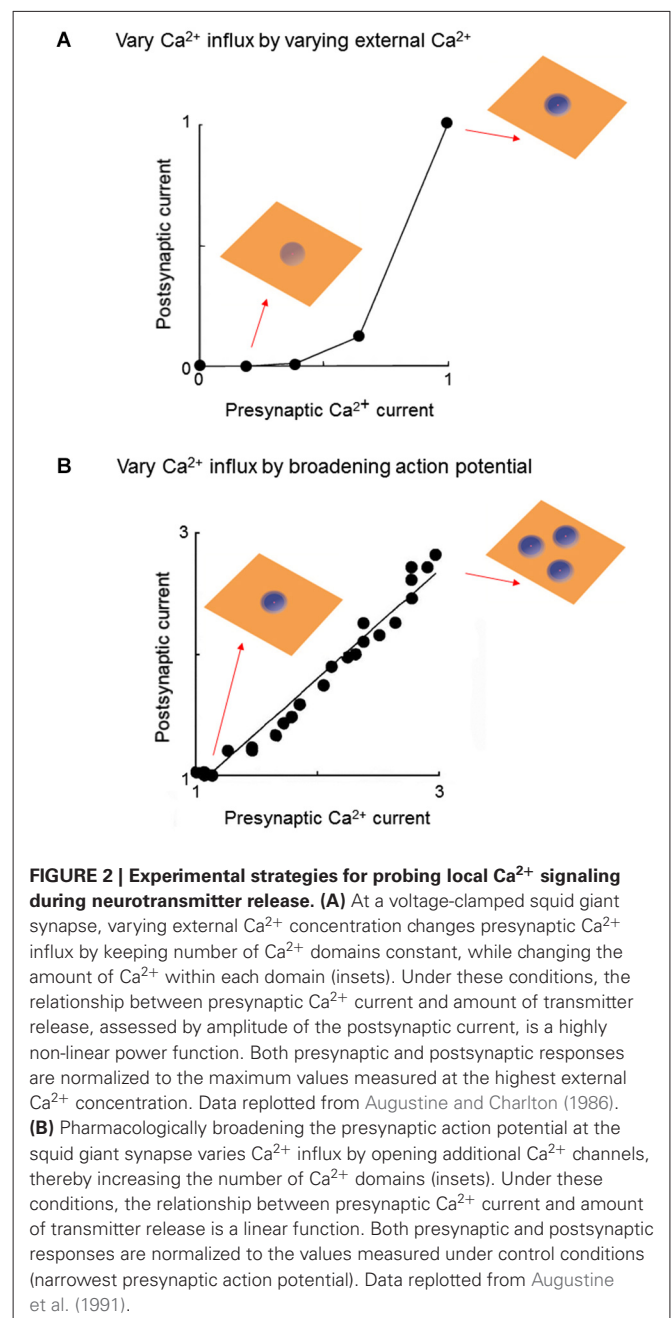 A Vary Ca²⁺ influx by varying external Ca²⁺
1
Postsynaptic current
0
0
1
Presynaptic Ca²⁺ current
B Vary Ca²⁺ influx by broadening action potential
3
Postsynaptic current
1
1
3
Presynaptic Ca²⁺ current
FIGURE 2 | Experimental strategies for probing local Ca²⁺ signaling
during neurotransmitter release. (A) At a voltage-clamped squid giant
synapse, varying external Ca²⁺ concentration changes presynaptic Ca²⁺
influx by keeping number of Ca²⁺ domains constant, while changing the
amount of Ca²⁺ within each domain (insets). Under these conditions, the
relationship between presynaptic Ca²⁺ current and amount of transmitter
release, assessed by amplitude of the postsynaptic current, is a highly
non-linear power function. Both presynaptic and postsynaptic responses
are normalized to the maximum values measured at the highest external
Ca²⁺ concentration. Data replotted from Augustine and Charlton (1986).
(B) Pharmacologically broadening the presynaptic action potential at the
squid giant synapse varies Ca²⁺ influx by opening additional Ca²⁺ channels,
thereby increasing the number of Ca²⁺ domains (insets). Under these
conditions, the relationship between presynaptic Ca²⁺ current and amount
of transmitter release is a linear function. Both presynaptic and postsynaptic
responses are normalized to the values measured under control conditions
(narrowest presynaptic action potential). Data replotted from Augustine
et al. (1991).